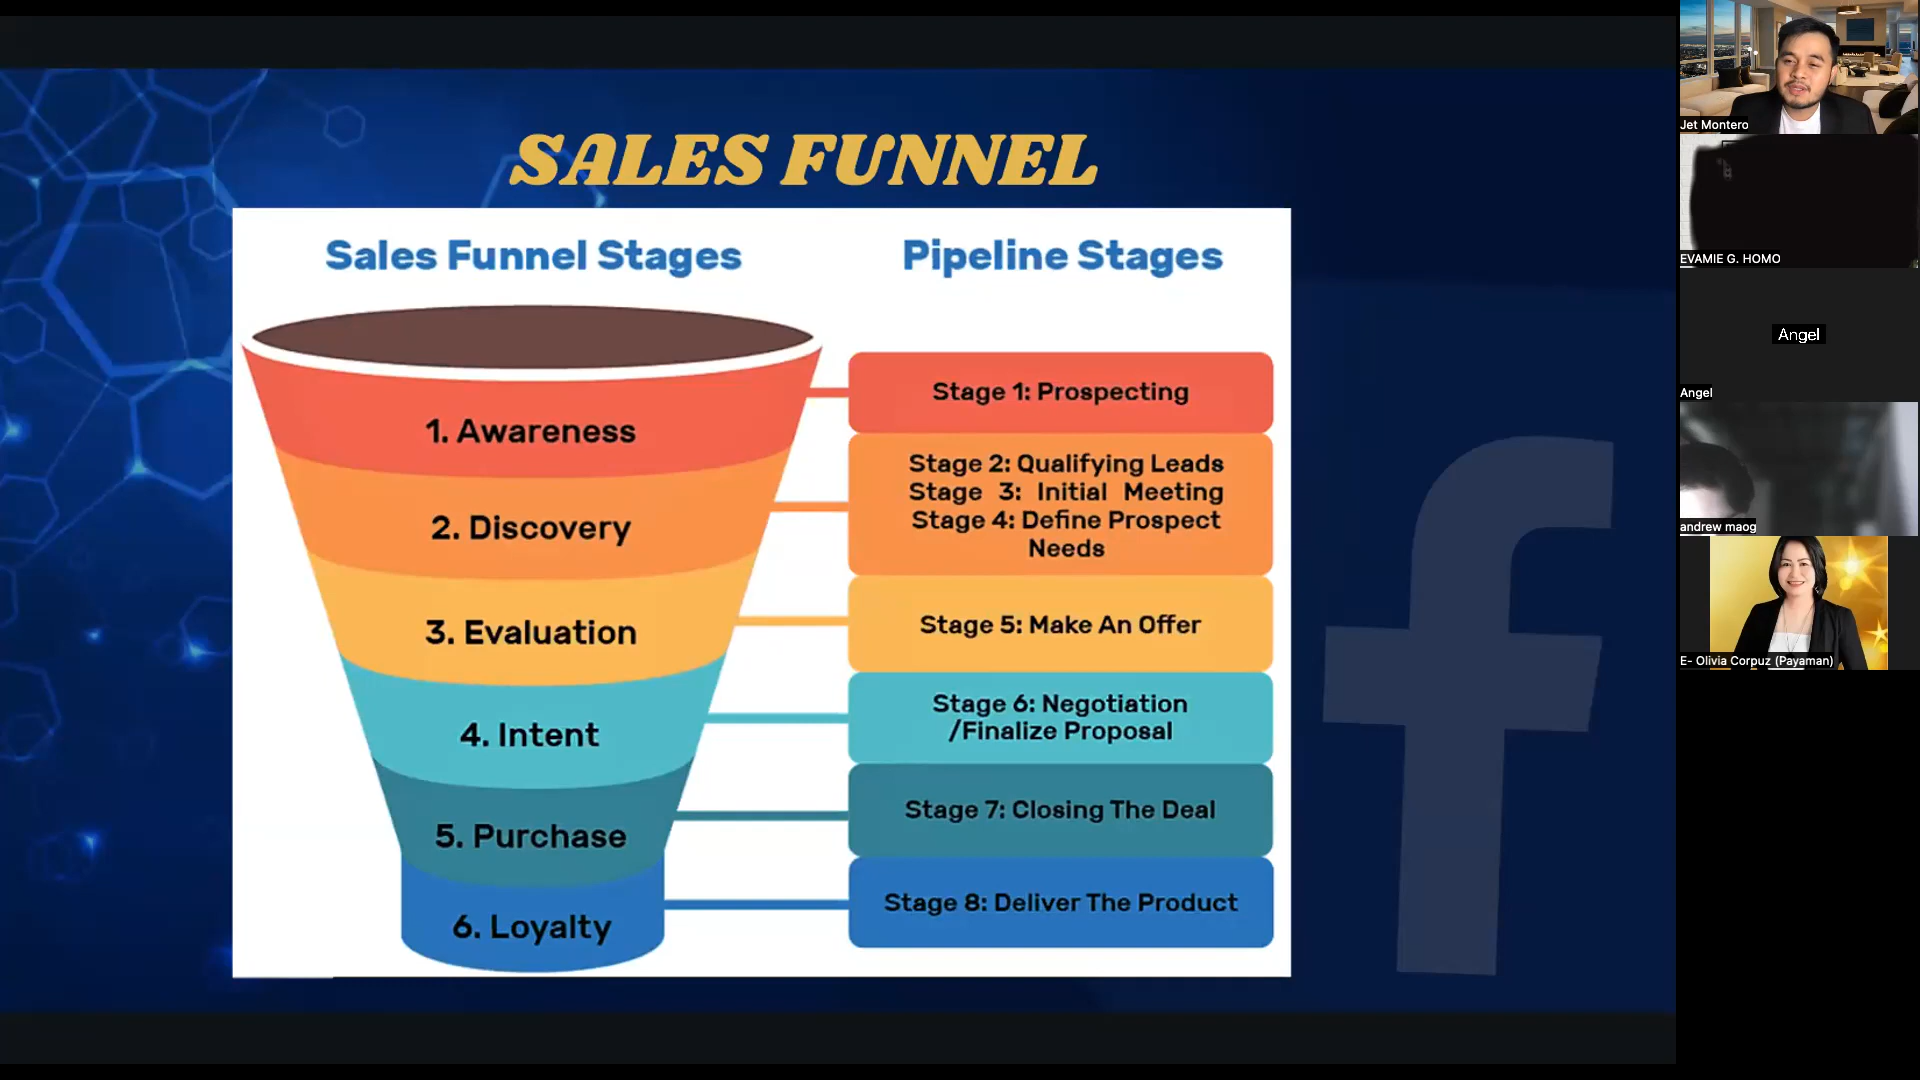 SALES FUNNEL
Sales Funnel Stages
1. Awareness
2. Discovery
3. Evaluation
4. Intent
5. Purchase
6. Loyalty
Pipeline Stages
Stage 1: Prospecting
Stage 2: Qualifying Leads
Stage 3: Initial Meeting
Stage 4: Define Prospect
Needs
Stage 5: Make An Offer
Stage 6: Negotiation
/Finalize Proposal
Stage 7: Closing The Deal
Stage 8: Deliver The Product
f
Jet Montero
EVAMIE G. HOMO
Angel
Angel
andrew maog
E- Olivia Corpuz (Payaman)